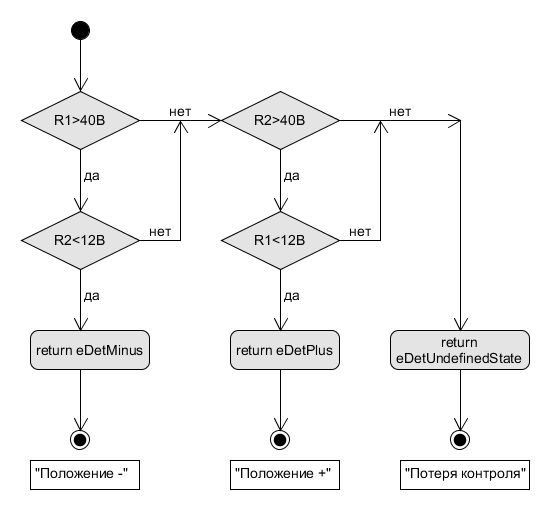 R1>40В
нет
R2>40В
нет
да
да
R2<12В
нет
R1<12В
нет
да
да
return eDetMinus
return eDetPlus
return
eDetUndefinedState
"Положение -"
"Положение +"
"Потеря контроля"